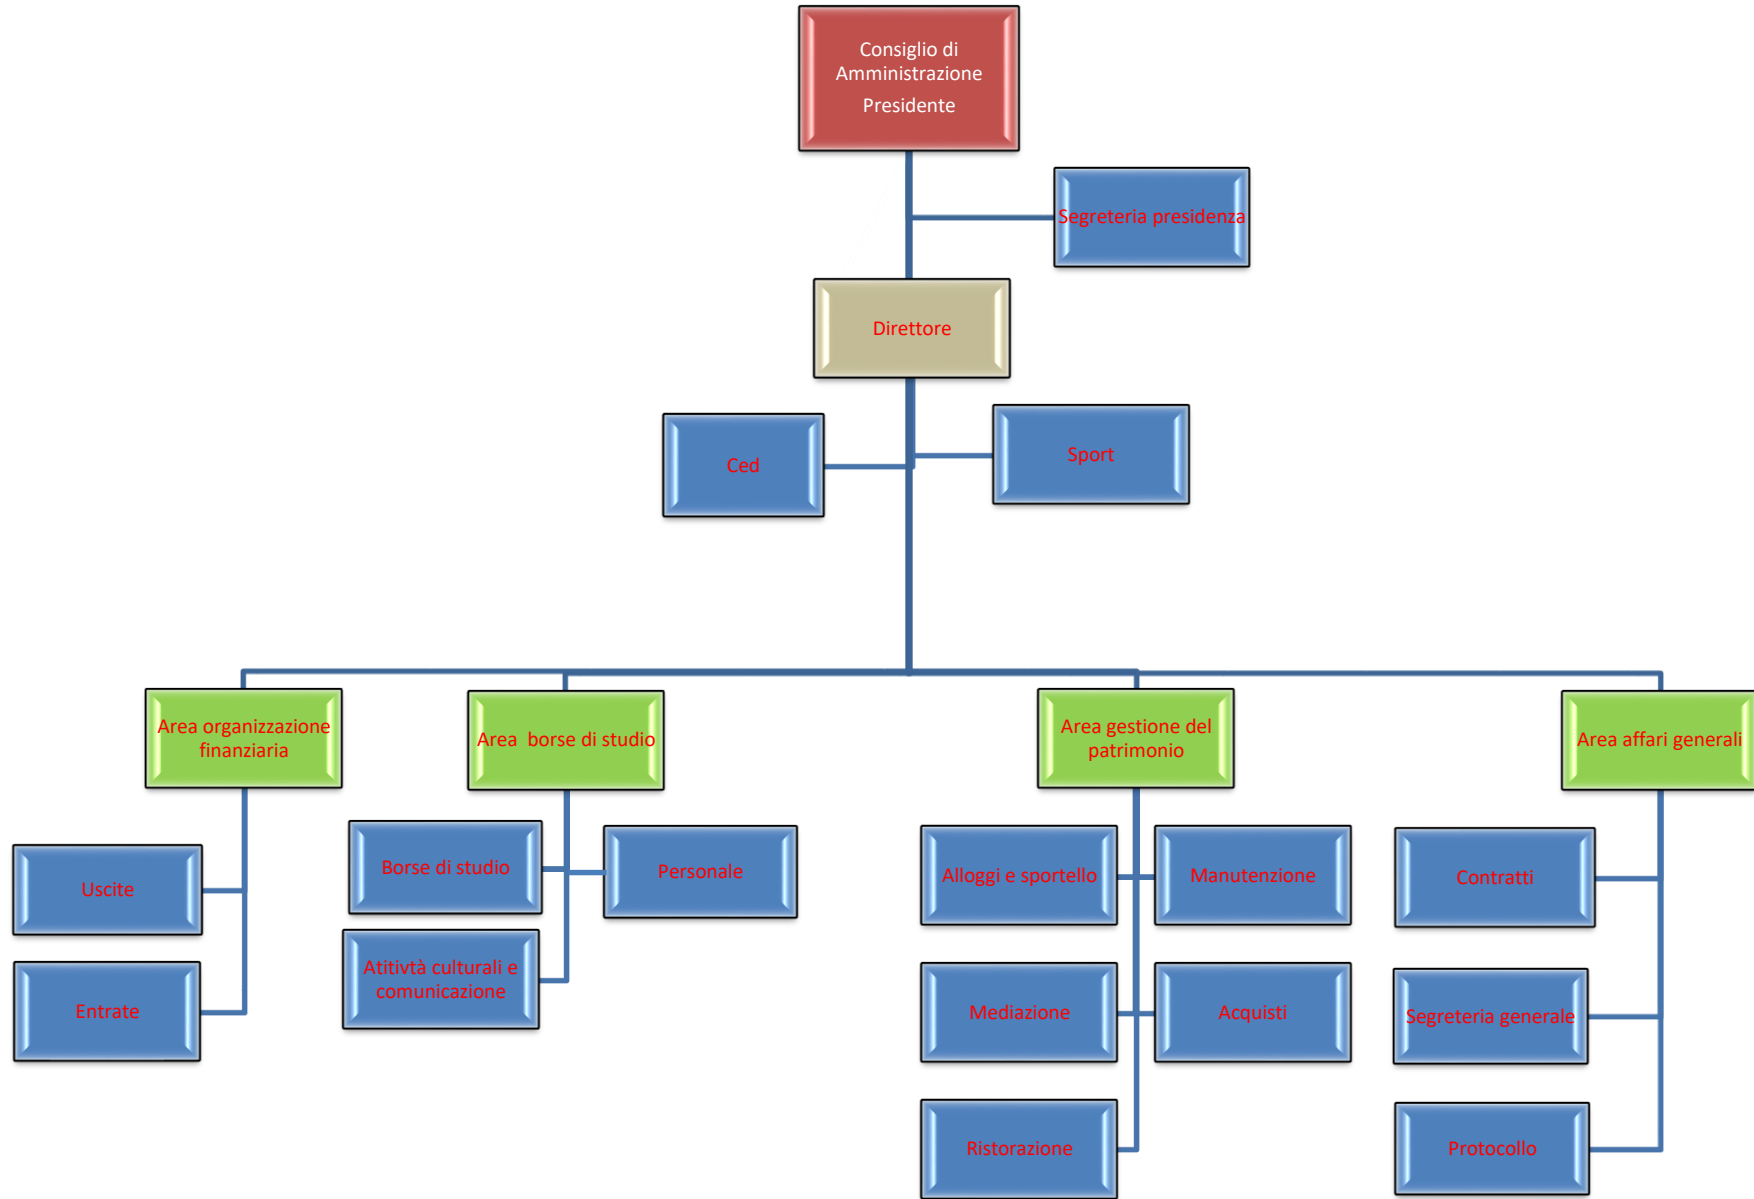 Consiglio di
Amministrazione
Presidente
Segreteria presidenza
Direttore
Ced
Sport
Area organizzazione
finanziaria
Area borse di studio
Area gestione del
patrimonio
Area affari generali
Uscite
Entrate
Borse di studio
Personale
Atitivtà culturali e
comunicazione
Alloggi e sportello
Manutenzione
Mediazione
Acquisti
Ristorazione
Contratti
Segreteria generale
Protocollo